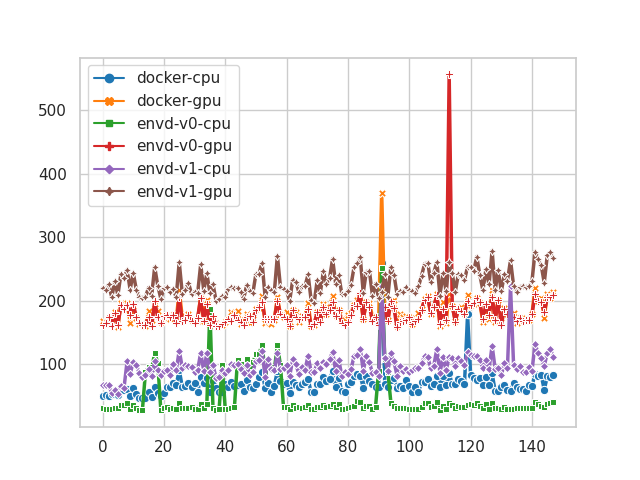 docker-cpu
docker-gpu
envd-v0-cpu
envd-v0-gpu
envd-v1-cpu
envd-v1-gpu
500
400
300
200
100
0 20 40 60 80 100 120 140